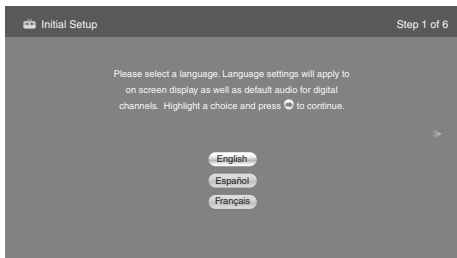 Initial Setup
Step 1 of 6
Please select a language. Language settings will apply to
on screen display as well as default audio for digital
channels. Highlight a choice and press to continue.
English
Español
Français